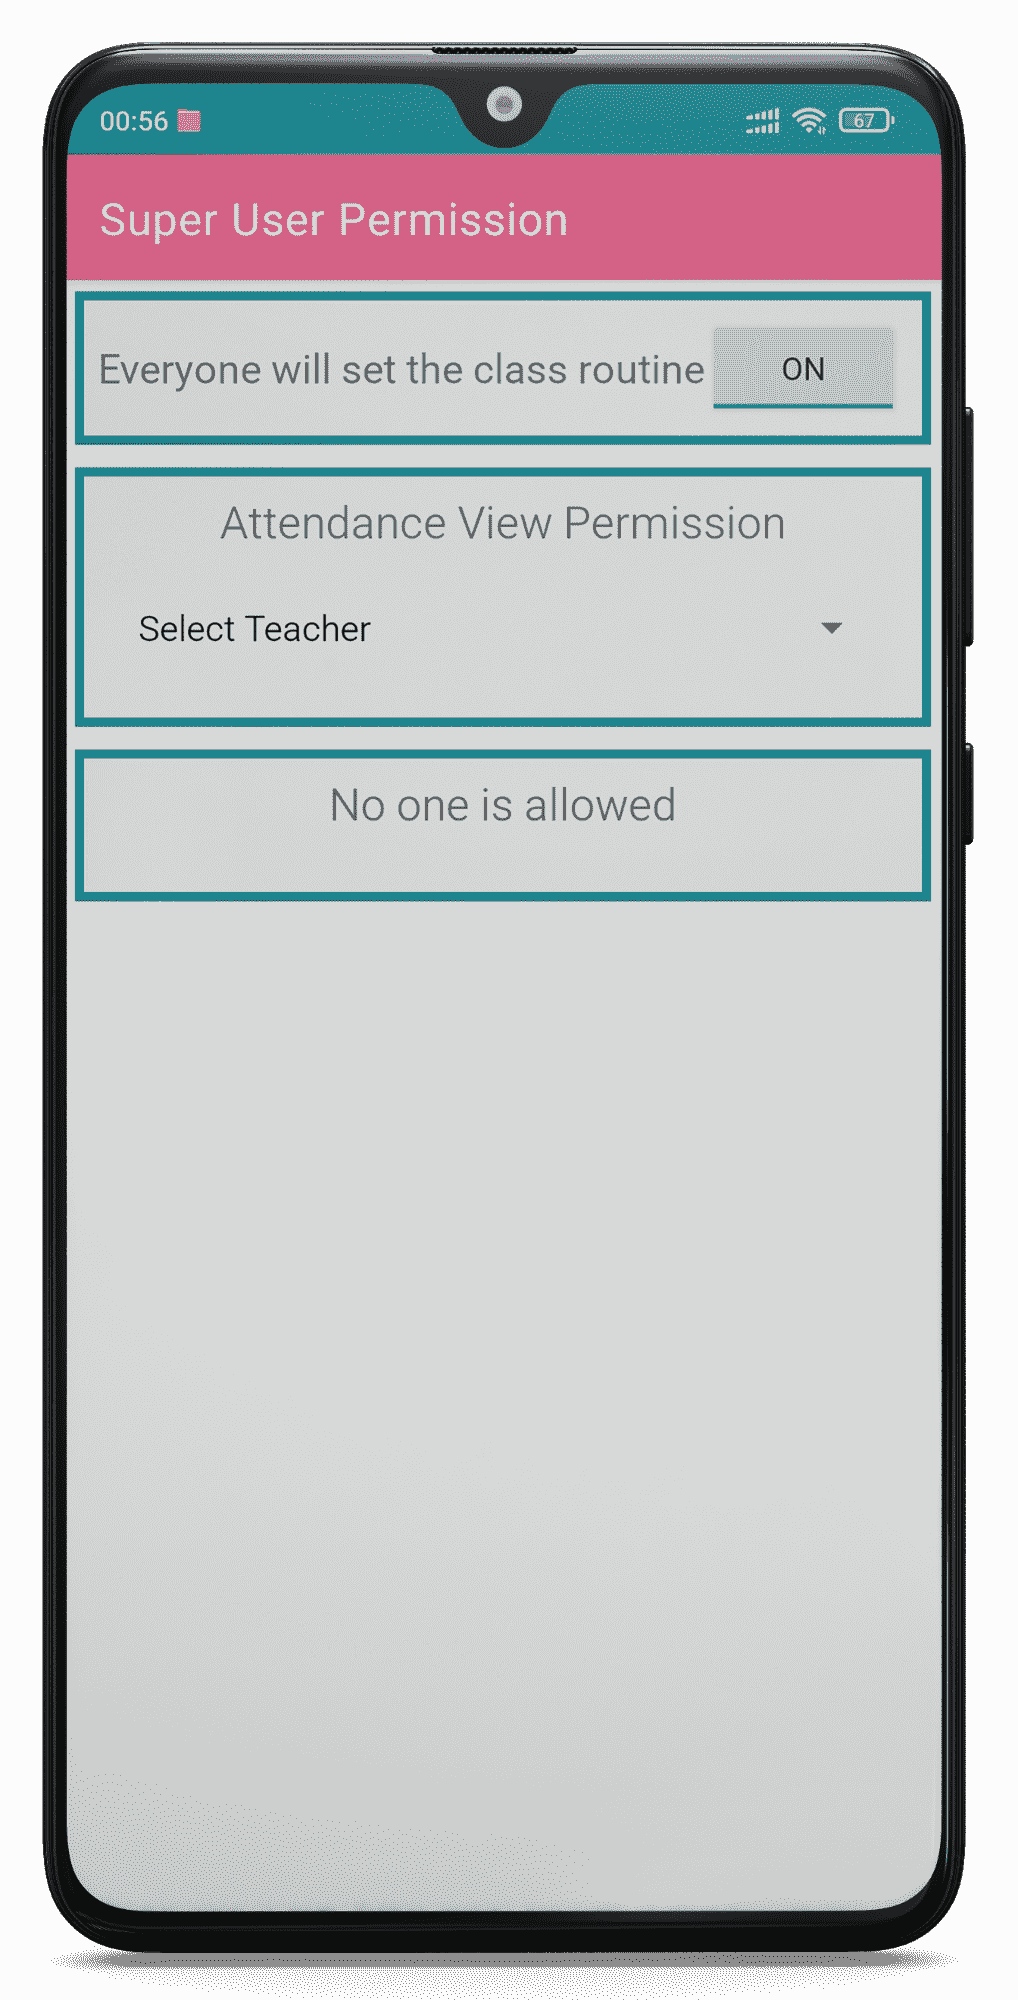 00:56
67
Super User Permission
Everyone will set the class routine
ON
Attendance View Permission
Select Teacher
No one is allowed